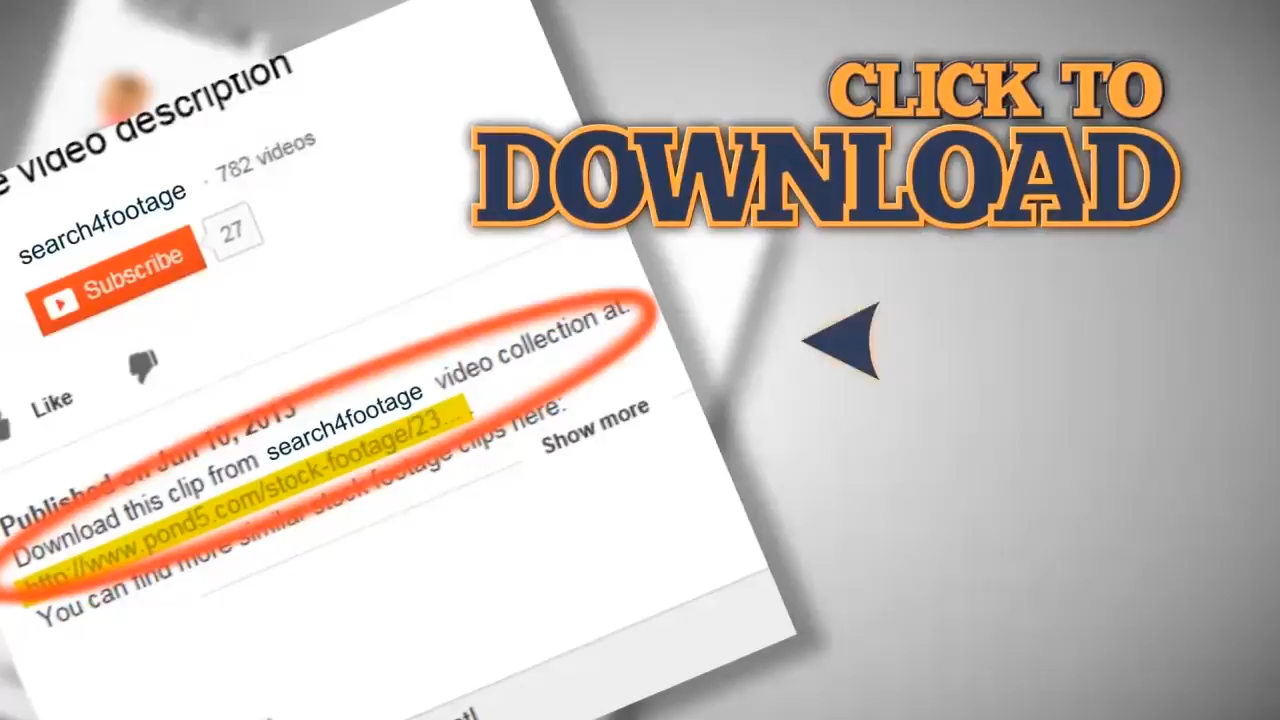 CLICK TO
DOWNLOAD
e video description
search4footage · 782 videos
Subscribe 27
Like
Published on Jun 10, 2013
Download this clip from search4footage video collection at:
http://www.pond5.com/stock-footage/23...
You can find more similar stock footage clips here:
Show more